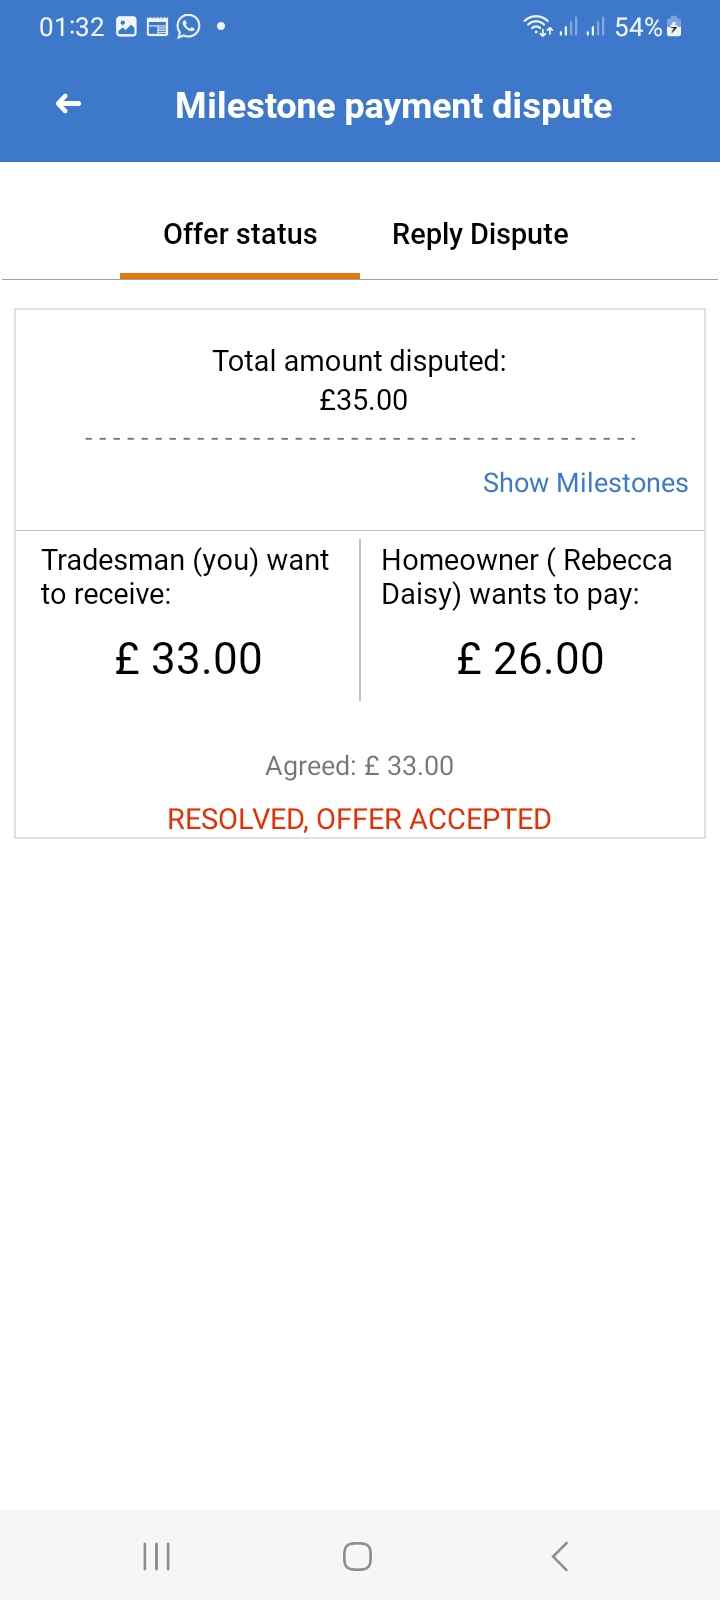 01:32
54%
Milestone payment dispute
Offer status
Reply Dispute
Total amount disputed:
£35.00
Show Milestones
Tradesman (you) want
to receive:
£ 33.00
Homeowner ( Rebecca
Daisy) wants to pay:
£ 26.00
Agreed: £ 33.00
RESOLVED, OFFER ACCEPTED